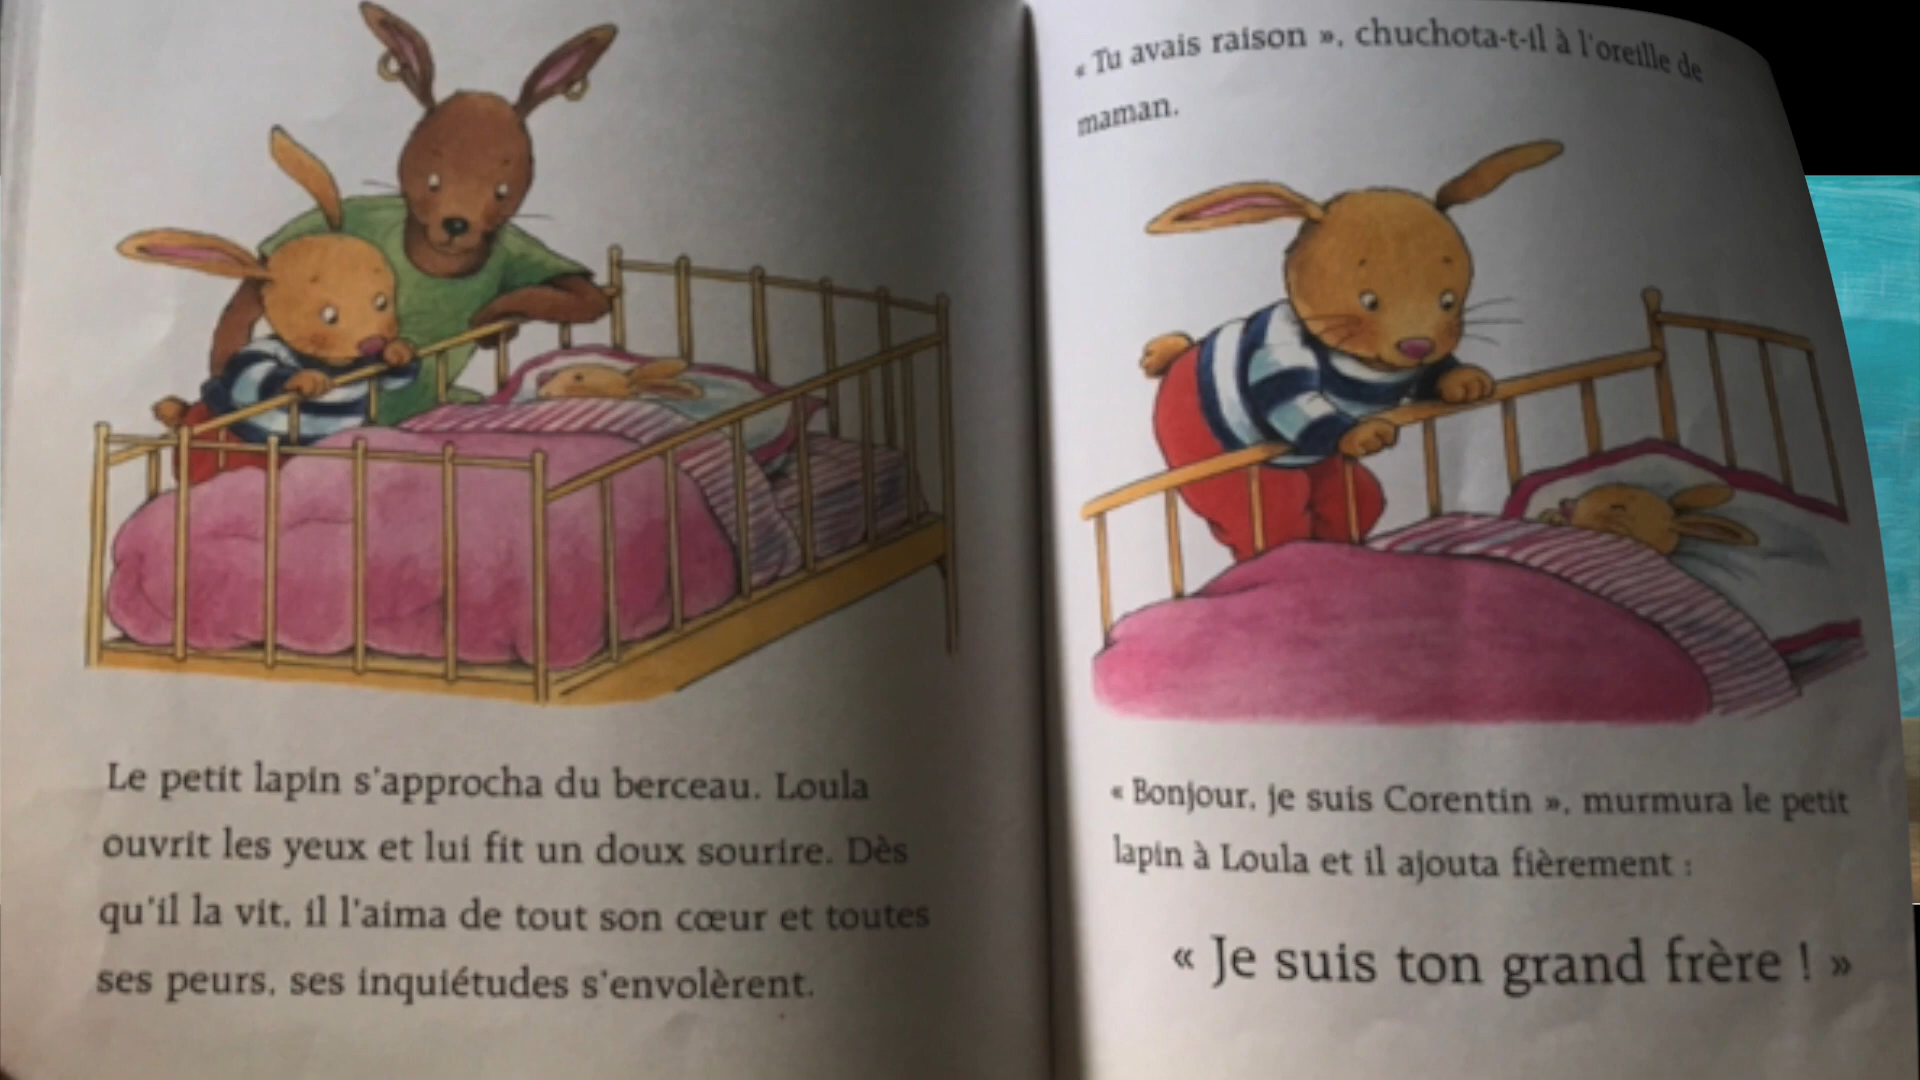 Le petit lapin s'approcha du berceau. Loula
ouvrit les yeux et lui fit un doux sourire. Dès
qu'il la vit, il l'aima de tout son cœur et toutes
ses peurs, ses inquiétudes s'envolèrent.
« Tu avais raison », chuchota-t-il à l'oreille de
maman.
« Bonjour, je suis Corentin », murmura le petit
lapin à Loula et il ajouta fièrement :
« Je suis ton grand frère ! »